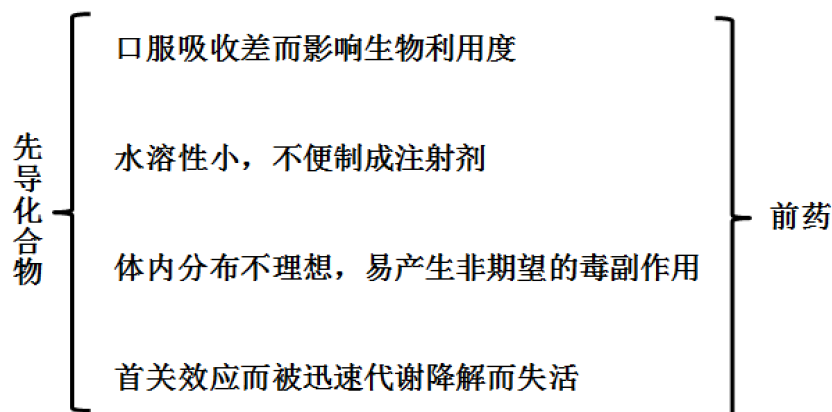 口服吸收差而影响生物利用度
水溶性小，不便制成注射剂
先导化合物
前药
体内分布不理想，易产生非期望的毒副作用
首关效应而被迅速代谢降解而失活